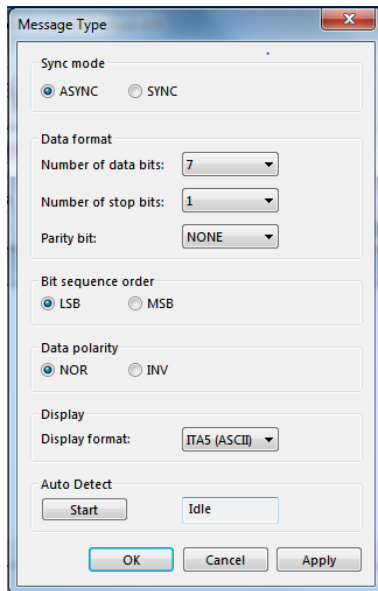 Message Type
Sync mode
ASYNC SYNC
Data format
Number of data bits: 7
Number of stop bits: 1
Parity bit: NONE
Bit sequence order
LSB MSB
Data polarity
NOR INV
Display
Display format: ITA5 (ASCII)
Auto Detect
Start Idle
OK Cancel Apply